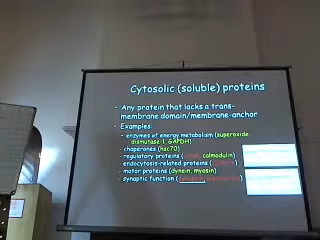 Cytosolic (soluble) proteins
- Any protein that lacks a trans-
membrane domain/membrane-anchor
- Examples:
- enzymes of energy metabolism (superoxide
dismutase 1, GAPDH)
- chaperones (hsc70)
- regulatory proteins ( calmodulin)
- endocytosis-related proteins (
- motor proteins (dynein, myosin)
- synaptic function (